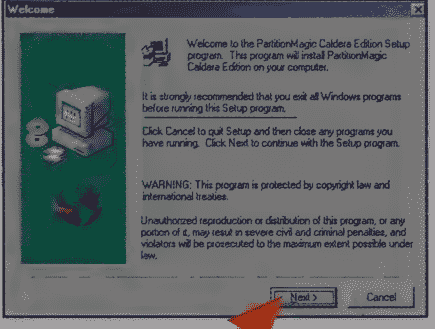 Welcome
Welcome to the PartitionMagic Caldera Edition Setup
program. This program will install PartitionMagic
Caldera Edition on your computer.
It is strongly recommended that you exit all Windows programs
before running this Setup program.
Click Cancel to quit Setup and then close any programs you
have running. Click Next to continue with the Setup program.
WARNING: This program is protected by copyright law and
international treaties.
Unauthorized reproduction or distribution of this program, or any
portion of it, may result in severe civil and criminal penalties, and
violators will be prosecuted to the maximum extent possible under
law.
Next >
Cancel